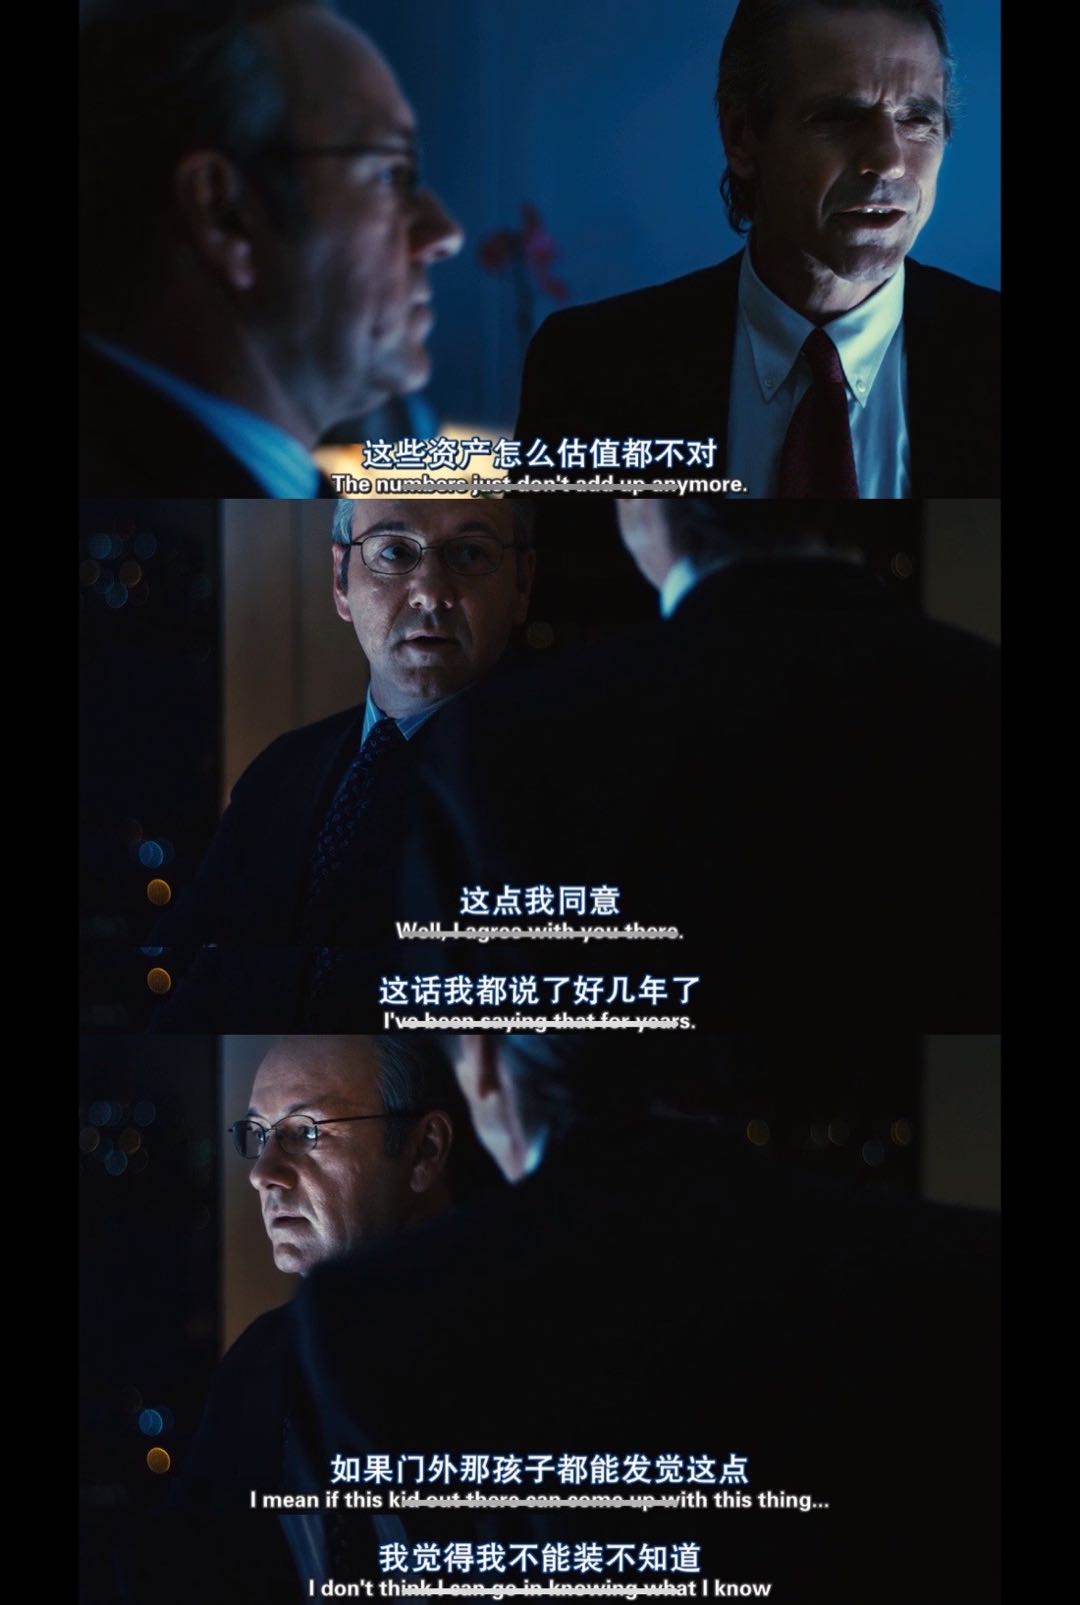 这些资产怎么估值都不对
The numbers just don't add up anymore.
这点我同意
Well, I agree with you there.
这话我都说了好几年了
I've been saying that for years.
如果门外那孩子都能发觉这点
I mean if this kid out there can come up with this thing...
我觉得我不能装不知道
I don't think I can go in knowing what I know